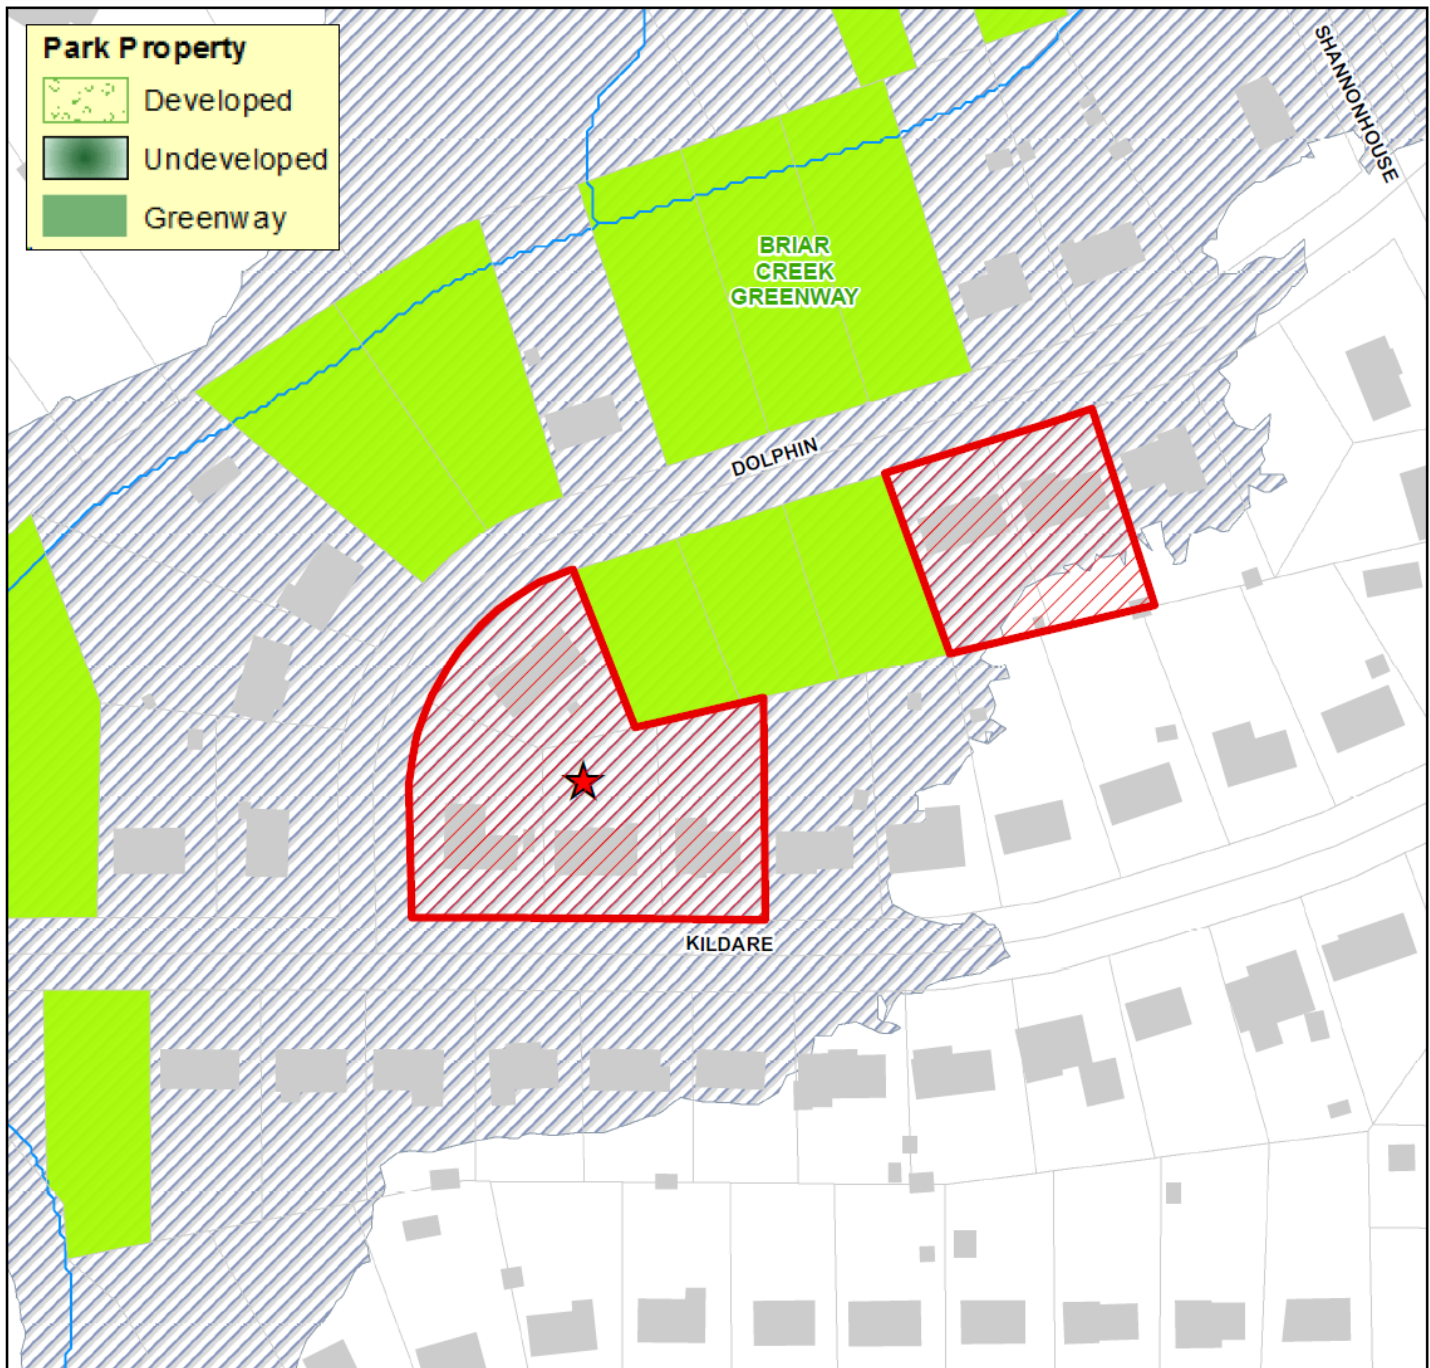 Park Property
Developed
Undeveloped
Greenway
SHANNONHOUSE
BRIAR
CREEK
GREENWAY
DOLPHIN
KILDARE